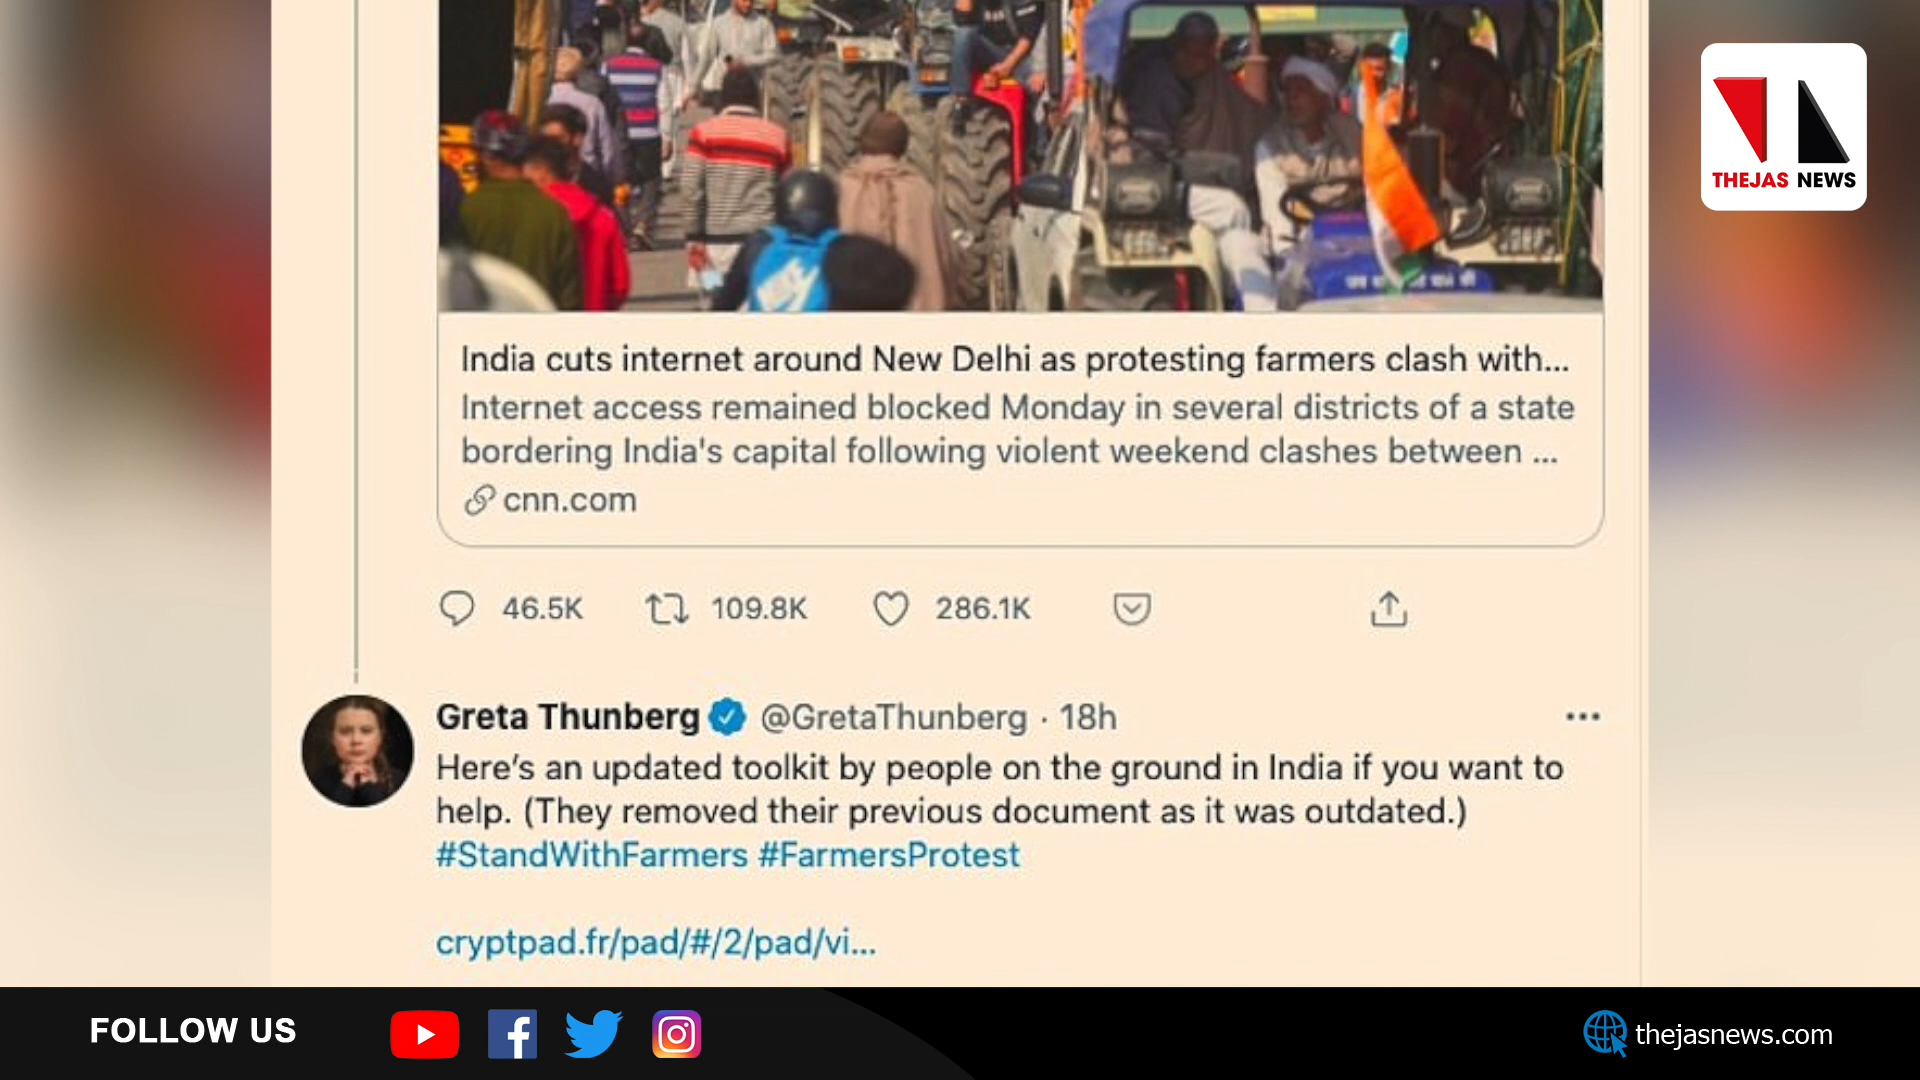 THEJAS NEWS
India cuts internet around New Delhi as protesting farmers clash with...
Internet access remained blocked Monday in several districts of a state
bordering India's capital following violent weekend clashes between ...
cnn.com
46.5K 109.8K 286.1K
Greta Thunberg @GretaThunberg · 18h
Here's an updated toolkit by people on the ground in India if you want to
help. (They removed their previous document as it was outdated.)
#StandWithFarmers #FarmersProtest
cryptpad.fr/pad/#/2/pad/vi...
FOLLOW US
thejasnews.com